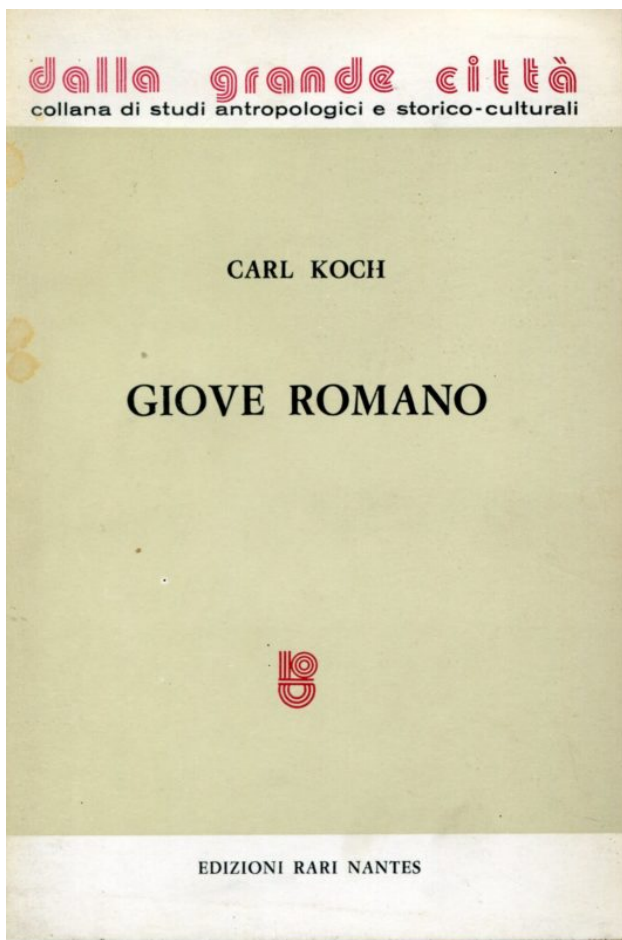 dalla grande città
collana di studi antropologici e storico-culturali
CARL KOCH
GIOVE ROMANO
EDIZIONI RARI NANTES